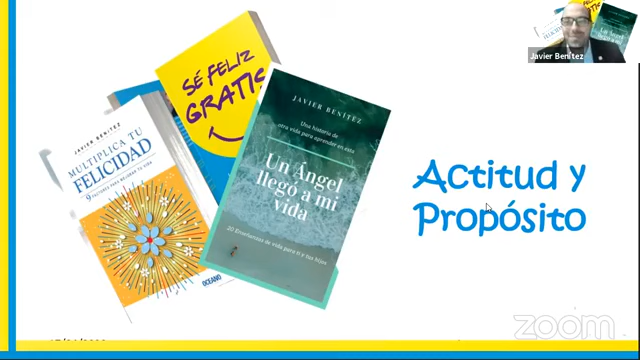 SÉ FELIZ
GRATIS
JAVIER BENÍTEZ
MULTIPLICA TU
FELICIDAD
9 FACTORES PARA MEJORAR TU VIDA
OCEANO
JAVIER BENÍTEZ
Una historia de
otra vida para aprender en esta
Un Ángel
llegó a mi
vida
20 Enseñanzas de vida para ti y tus hijos
Actitud y
Propósito
Javier Benítez
zoom